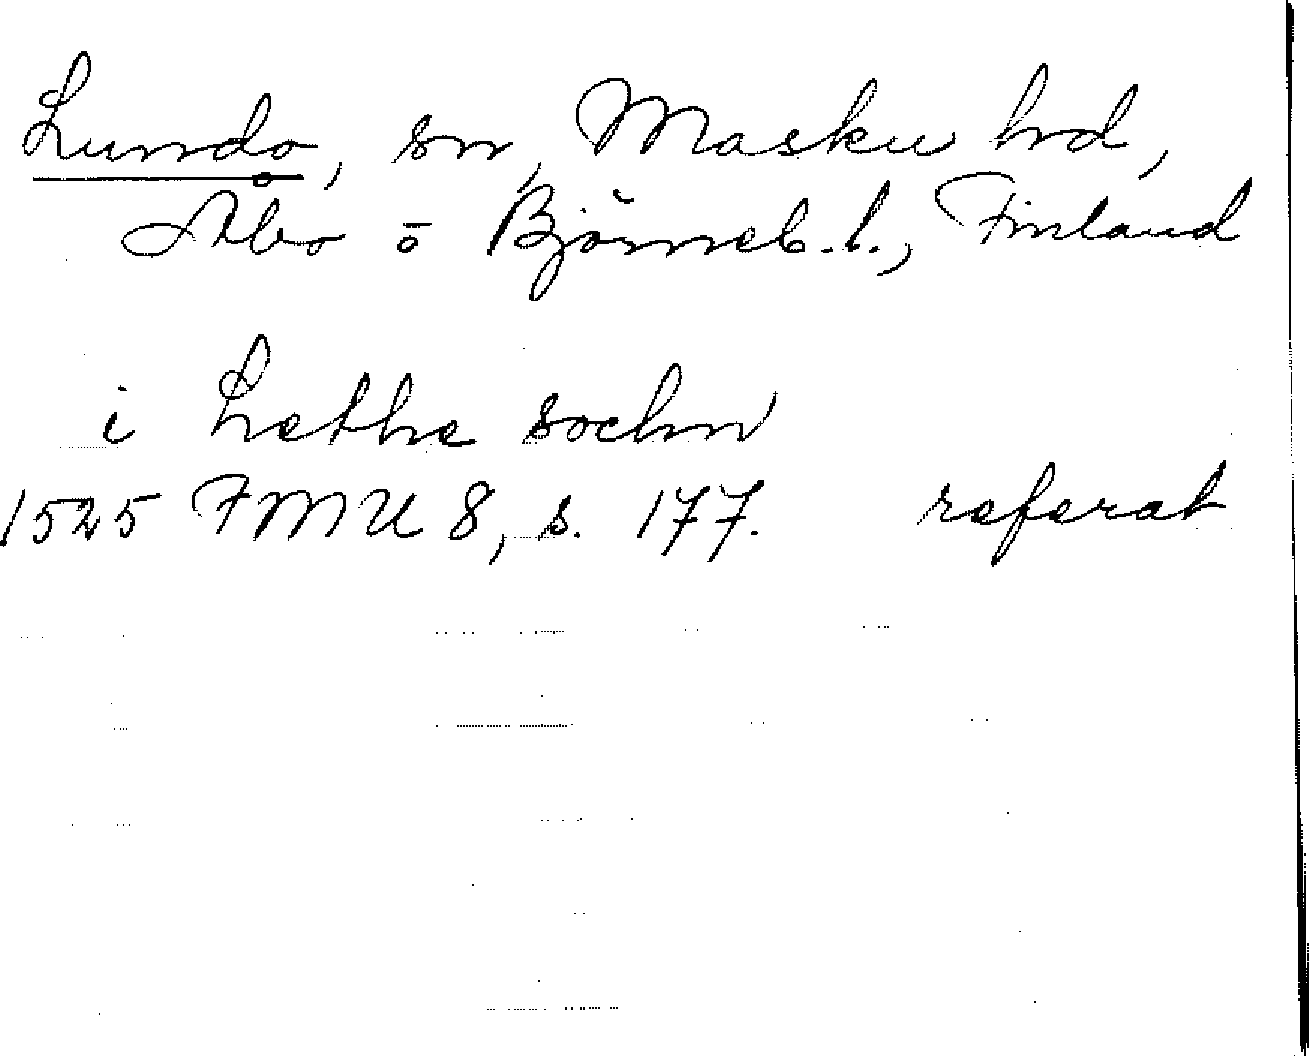 Lundo, sn, Masku hd,
Åbo o Björneb. l., Finland
i Lethe sochn
1525 FMU 8, s. 177. referat